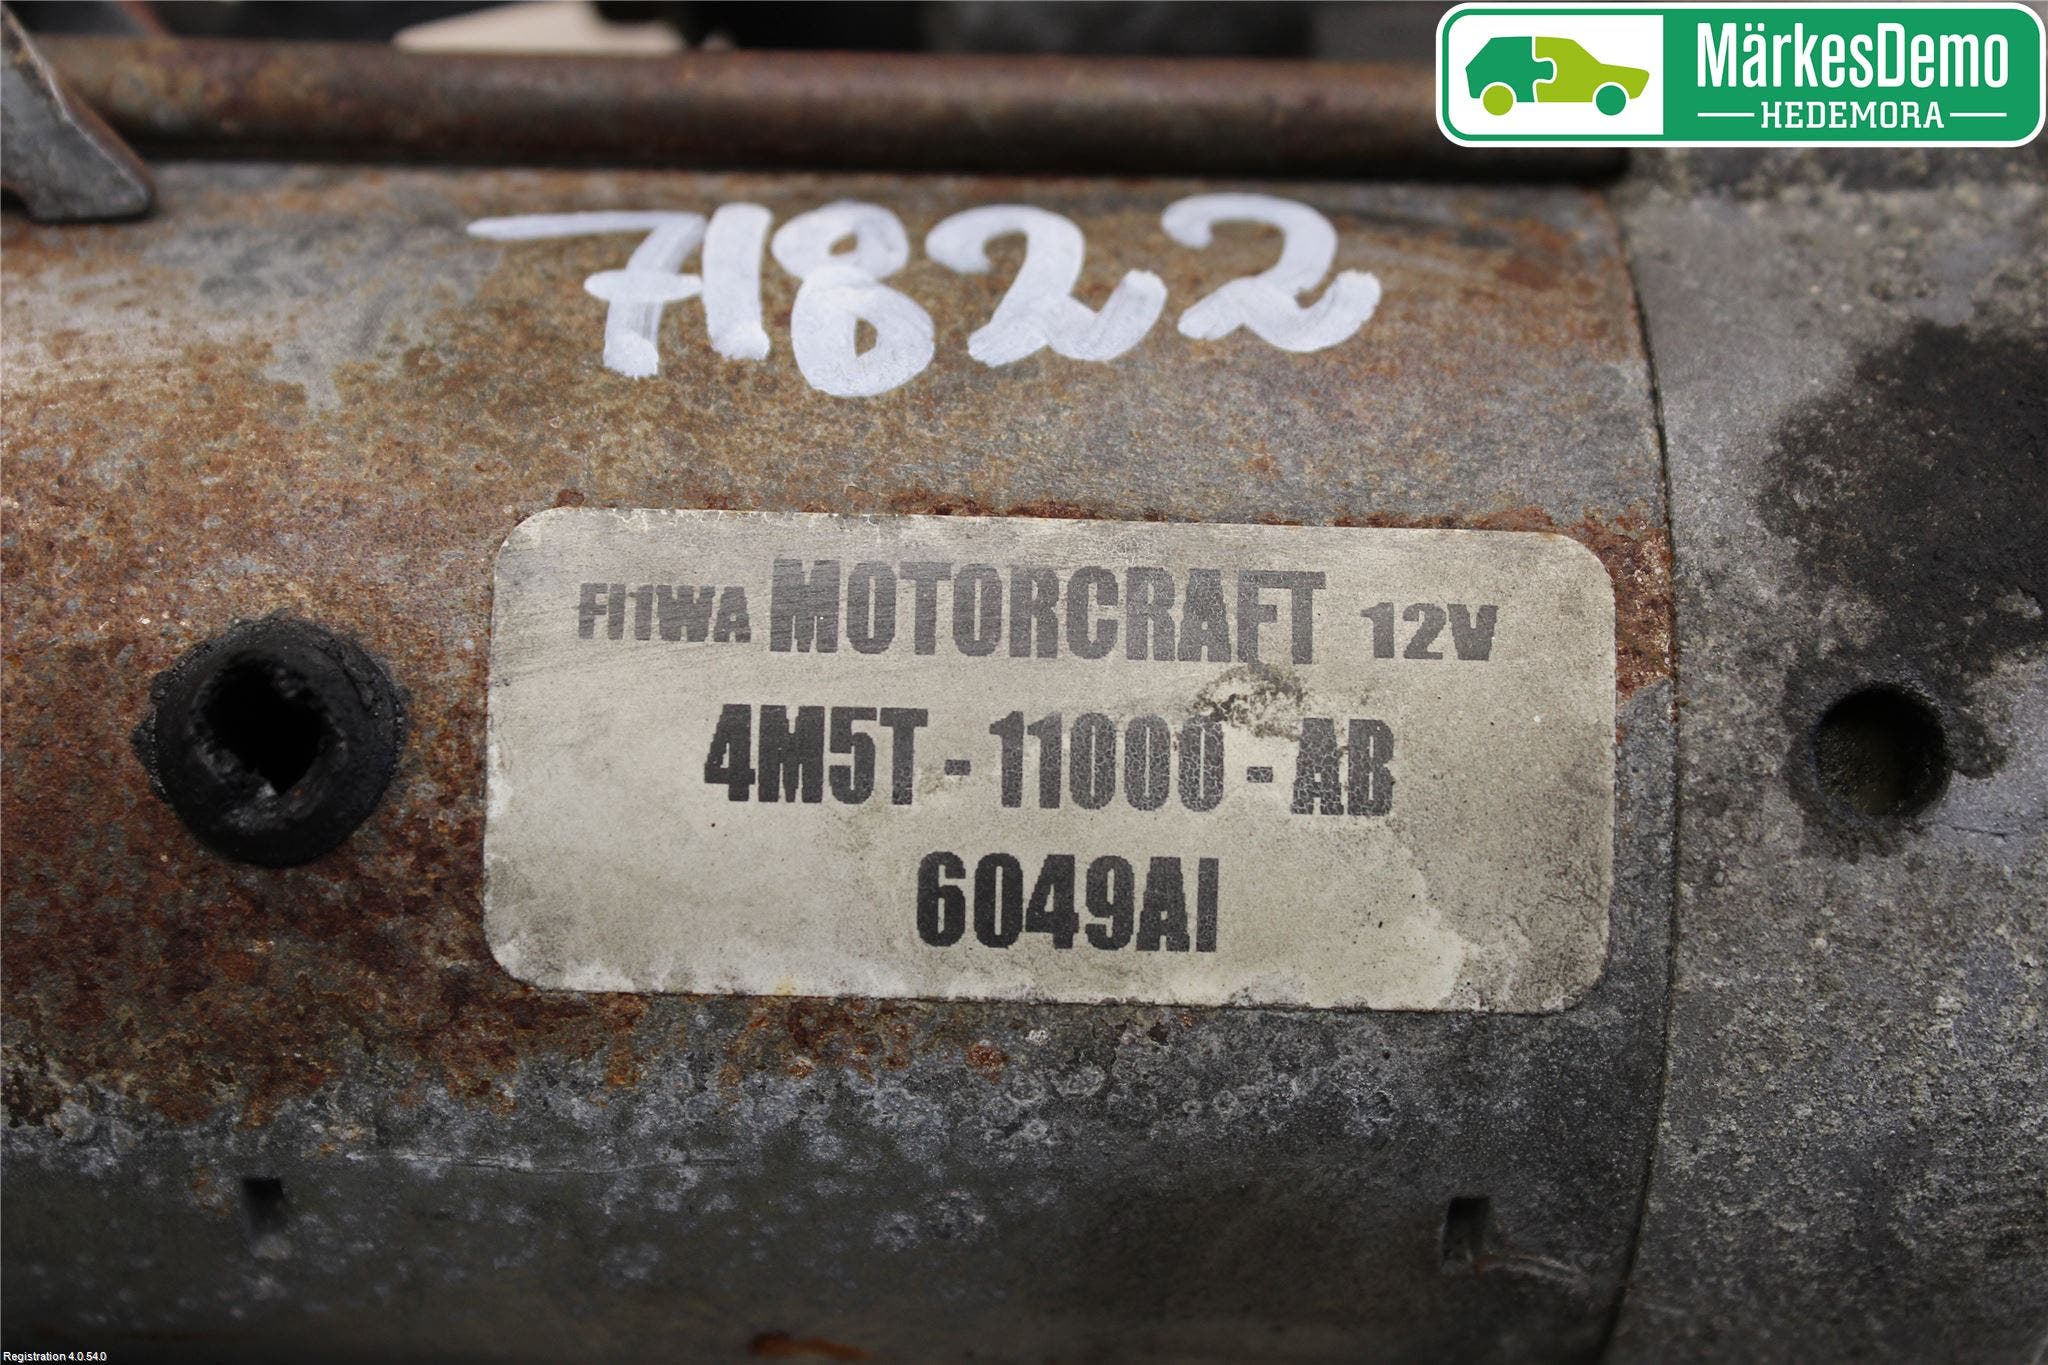 MärkesDemo
HEDEMORA
71822
FI1WA MOTORCRAFT 12V
4M5T - 11000 - AB
6049AI
Registration 4.0.54.0